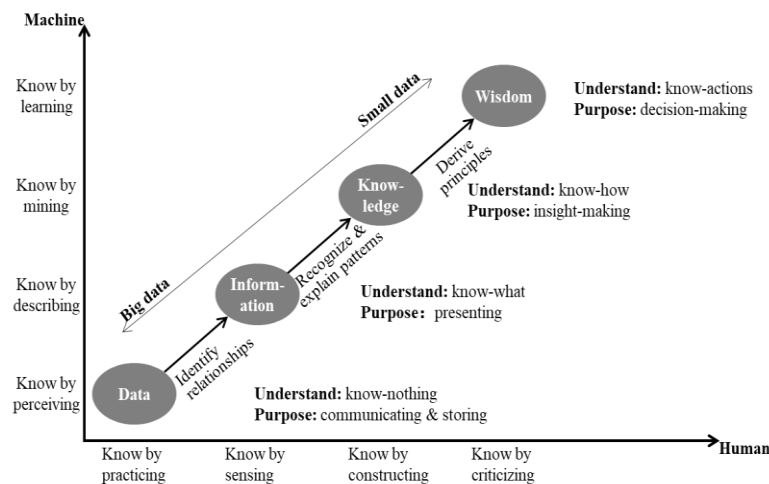 Machine
Know by
learning
Small data
Wisdom
Understand: know-actions
Purpose: decision-making
Derive
principles
Know by
mining
Know-
ledge
Understand: know-how
Purpose: insight-making
Recognize &
explain patterns
Big data
Know by
describing
Inform-
ation
Understand: know-what
Purpose: presenting
Identify
relationships
Know by
perceiving
Data
Understand: know-nothing
Purpose: communicating & storing
Human
Know by
practicing
Know by
sensing
Know by
constructing
Know by
criticizing